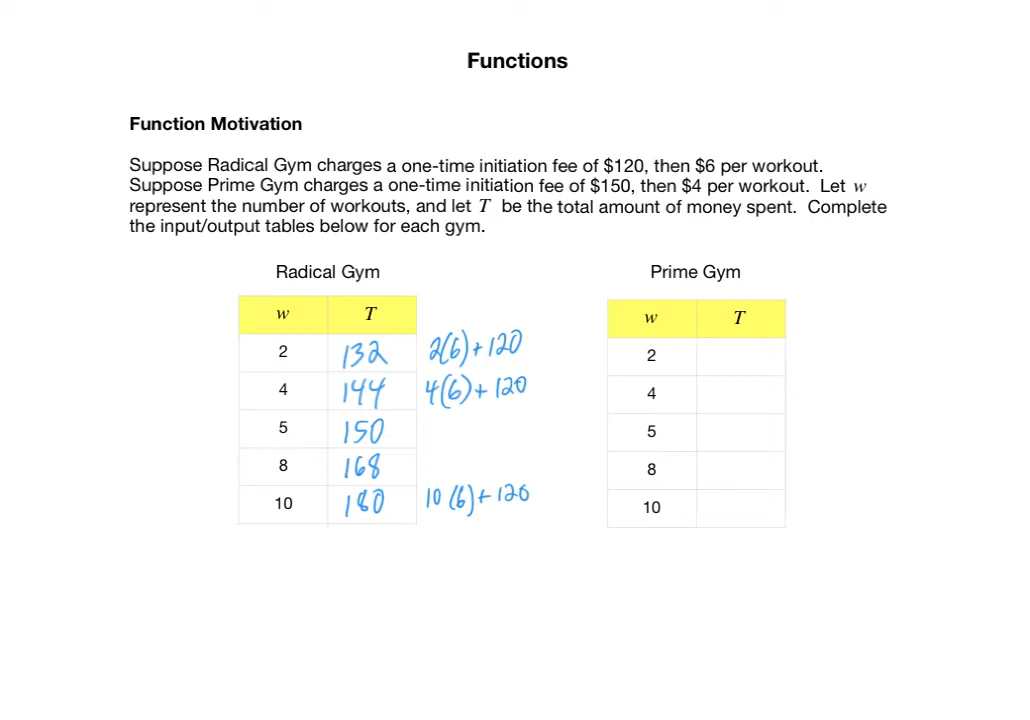 Functions
Function Motivation
Suppose Radical Gym charges a one-time initiation fee of $120, then $6 per workout.
Suppose Prime Gym charges a one-time initiation fee of $150, then $4 per workout. Let w
represent the number of workouts, and let T be the total amount of money spent. Complete
the input/output tables below for each gym.
Radical Gym
w T
2 132 2(6)+120
4 144 4(6)+120
5 150
8 168
10 180 10(6)+120
Prime Gym
w T
2
4
5
8
10